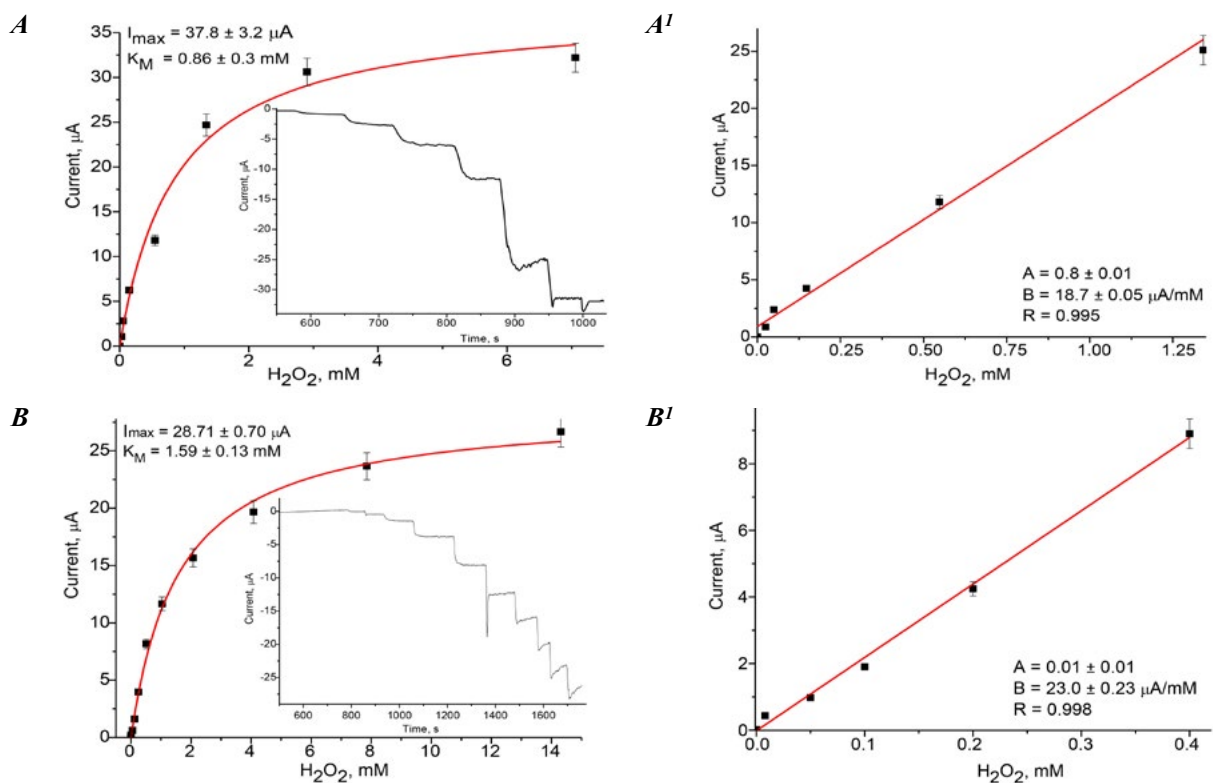 A
I max = 37.8 ± 3.2 µA
K M = 0.86 ± 0.3 mM
Current, µA
35
30
25
20
15
10
5
0
0
2
4
6
H2O2, mM
Current, µA
0
-5
-10
-15
-20
-25
-30
600
700
800
900
1000
Time, s
A1
Current, µA
25
20
15
10
5
0
0.00
0.25
0.50
0.75
1.00
1.25
H2O2, mM
A = 0.8 ± 0.01
B = 18.7 ± 0.05 µA/mM
R = 0.995
B
Imax = 28.71 ± 0.70 µA
K M = 1.59 ± 0.13 mM
Current, µA
25
20
15
10
5
0
0
2
4
6
8
10
12
14
H2O2, mM
Current, µA
0
-5
-10
-15
-20
-25
600
800
1000
1200
1400
1600
Time, s
B1
Current, µA
8
6
4
2
0
0.0
0.1
0.2
0.3
0.4
H2O2, mM
A = 0.01 ± 0.01
B = 23.0 ± 0.23 µA/mM
R = 0.998